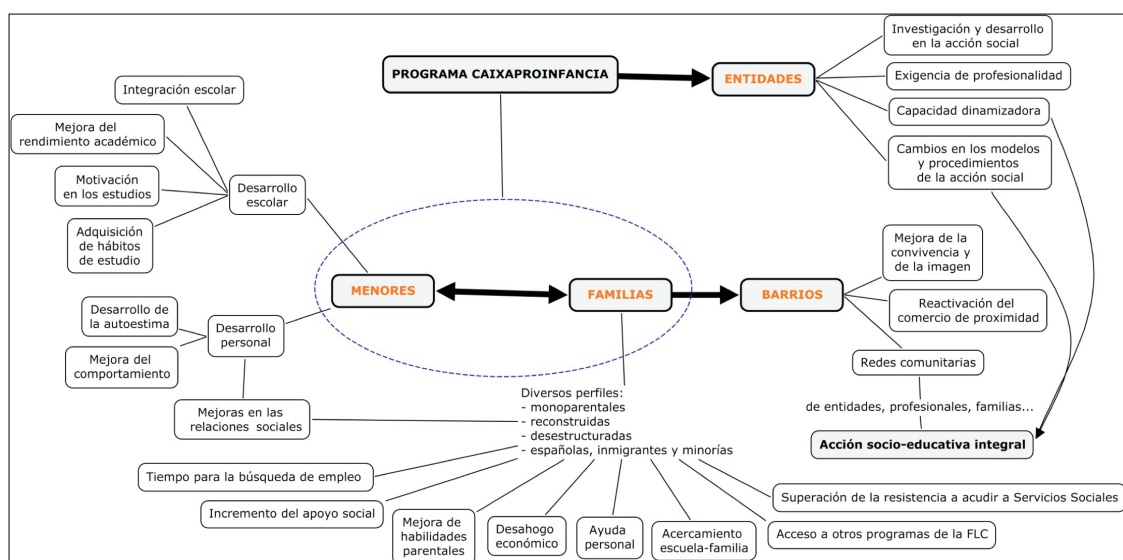 PROGRAMA CAIXAPROINFANCIA
ENTIDADES
Investigación y desarrollo
en la acción social
Exigencia de profesionalidad
Capacidad dinamizadora
Cambios en los modelos
y procedimientos
de la acción social
Integración escolar
Mejora del
rendimiento académico
Motivación
en los estudios
Adquisición
de hábitos
de estudio
Desarrollo
escolar
MENORES
FAMILIAS
BARRIOS
Mejora de la
convivencia y
de la imagen
Reactivación del
comercio de proximidad
Redes comunitarias
de entidades, profesionales, familias...
Acción socio-educativa integral
Desarrollo de
la autoestima
Mejora del
comportamiento
Desarrollo
personal
Mejoras en las
relaciones sociales
Diversos perfiles:
- monoparentales
- reconstruidas
- desestructuradas
- españolas, inmigrantes y minorías
Tiempo para la búsqueda de empleo
Incremento del apoyo social
Mejora de
habilidades
parentales
Desahogo
económico
Ayuda
personal
Acercamiento
escuela-familia
Acceso a otros programas de la FLC
Superación de la resistencia a acudir a Servicios Sociales